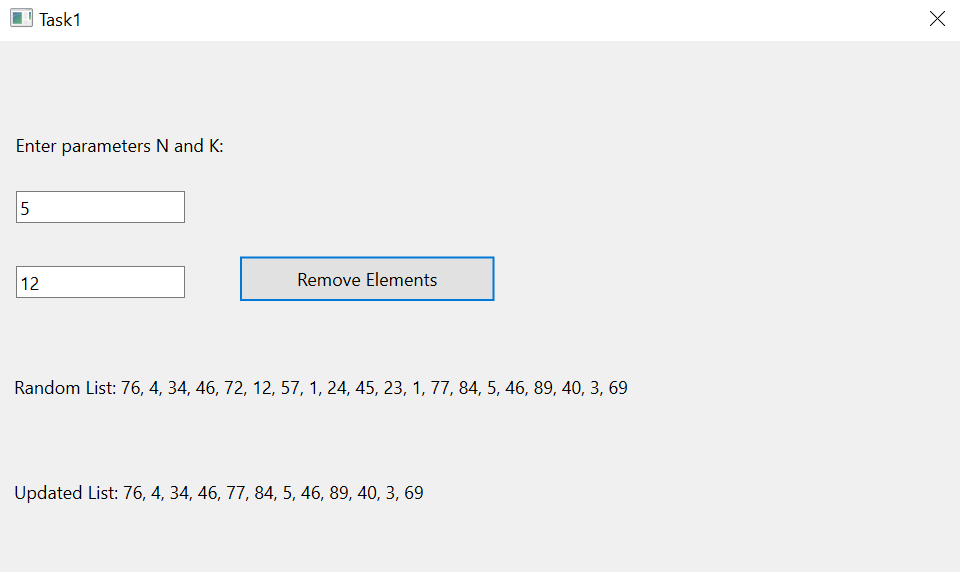 Task1
Enter parameters N and K:
5
12
Remove Elements
Random List: 76, 4, 34, 46, 72, 12, 57, 1, 24, 45, 23, 1, 77, 84, 5, 46, 89, 40, 3, 69
Updated List: 76, 4, 34, 46, 77, 84, 5, 46, 89, 40, 3, 69